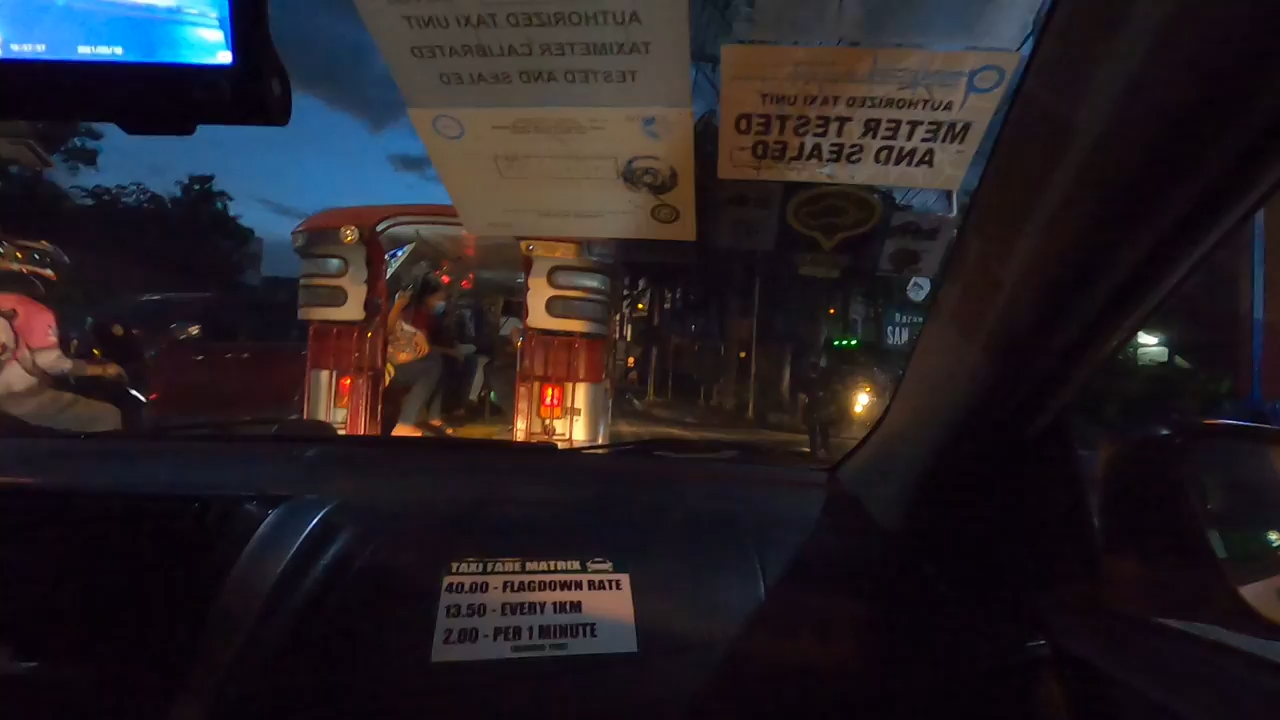 AUTHORIZED TAXI UNIT
TAXIMETER CALIBRATED
TESTED AND SEALED
AUTHORIZED TAXI UNIT
METER TESTED
AND SEALED
SAN
TAXI FARE MATRIX
40.00 - FLAGDOWN RATE
13.50 - EVERY 1KM
2.00 - PER 1 MINUTE